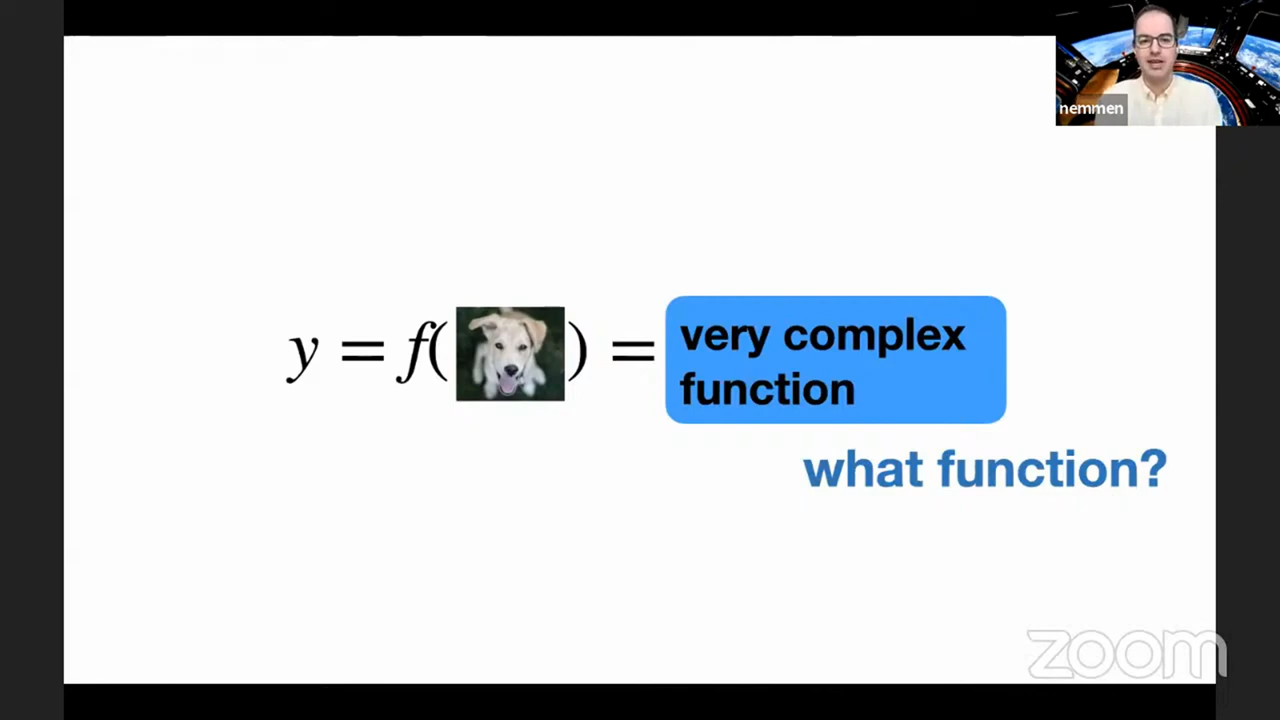 nemmen
y = f( ) = very complex
function
what function?
zoom